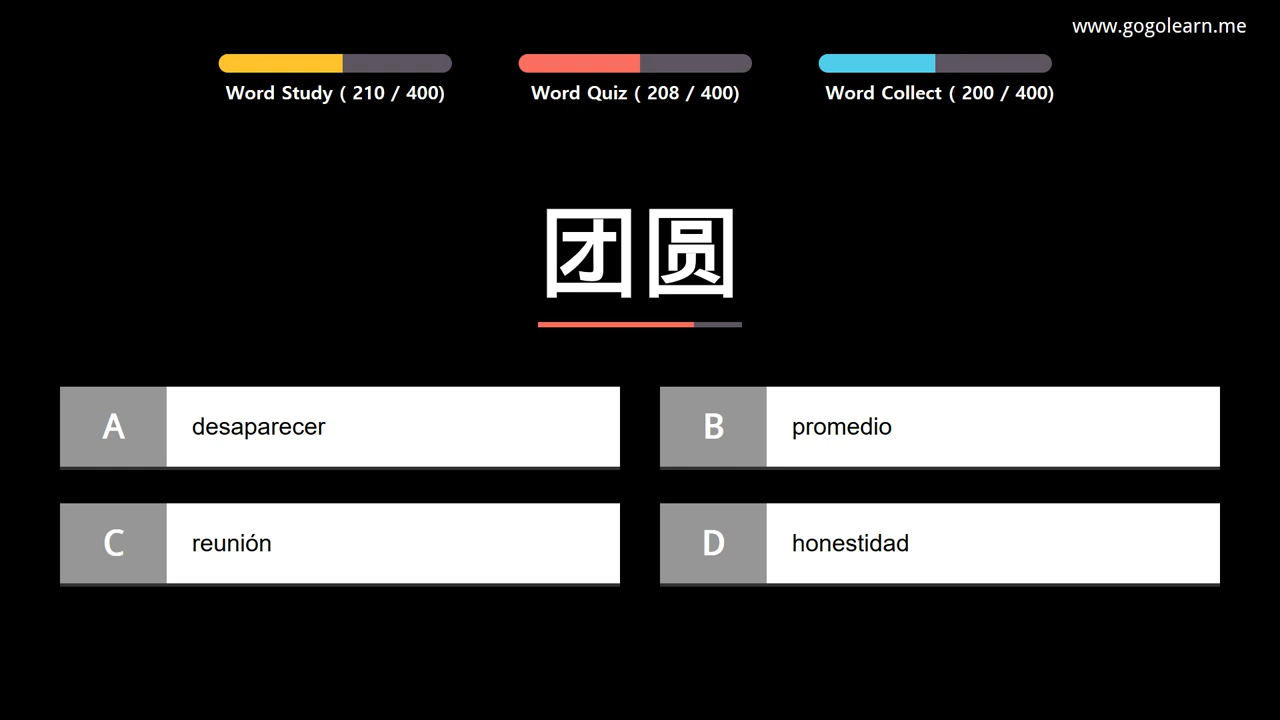 www.gogolearn.me
Word Study ( 210 / 400)
Word Quiz ( 208 / 400)
Word Collect ( 200 / 400)
团圆
A
desaparecer
B
promedio
C
reunión
D
honestidad